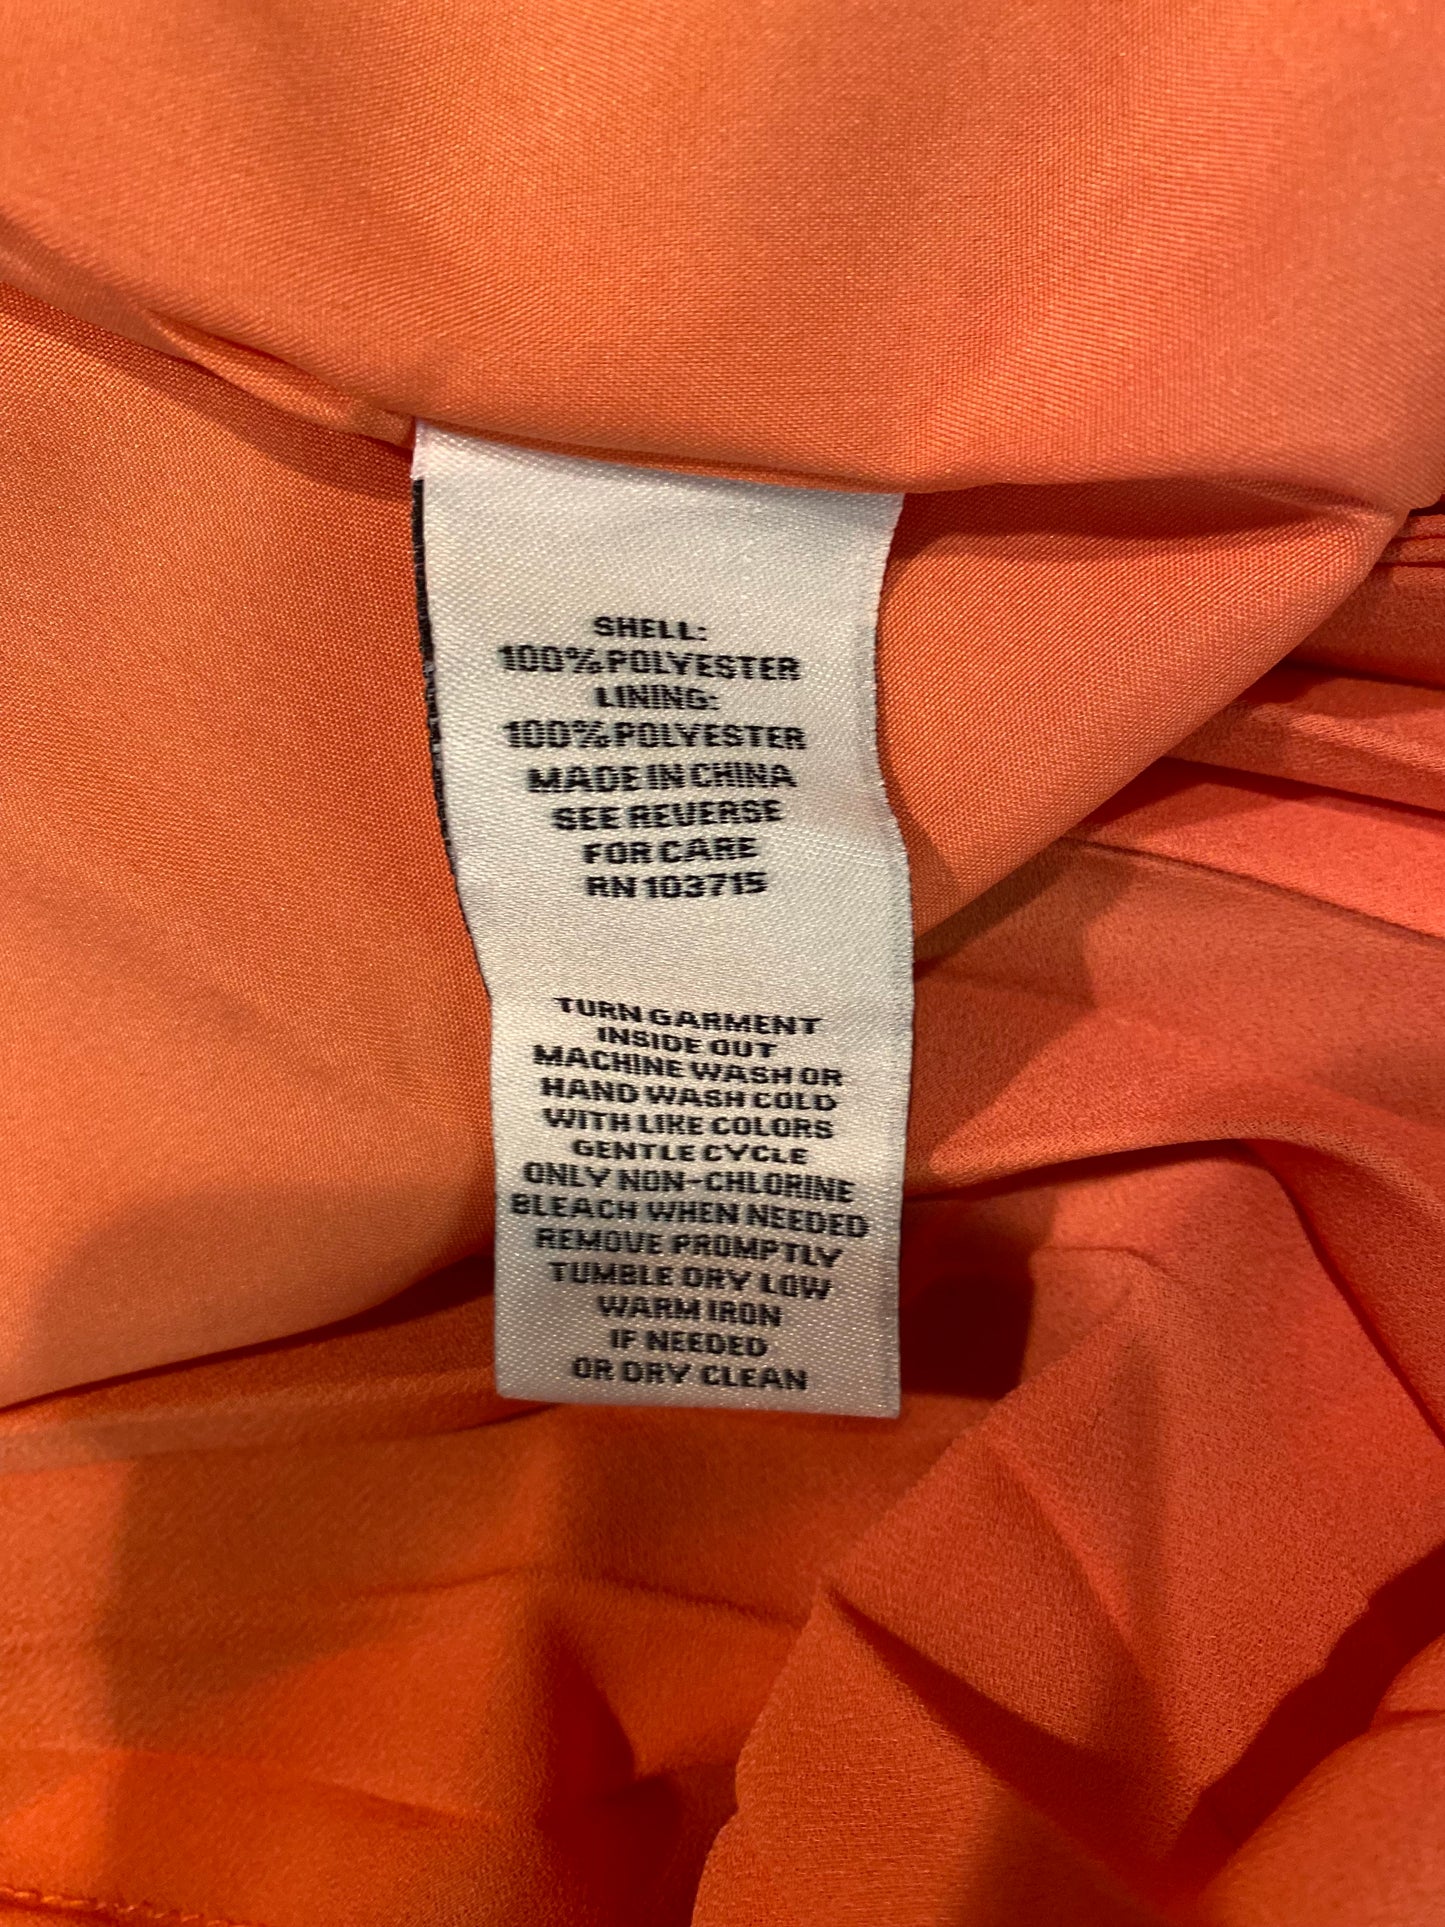 SHELL:
100% POLYESTER
LINING:
100% POLYESTER
MADE IN CHINA
SEE REVERSE
FOR CARE
RN 103715
TURN GARMENT
INSIDE OUT
MACHINE WASH OR
HAND WASH COLD
WITH LIKE COLORS
GENTLE CYCLE
ONLY NON-CHLORINE
BLEACH WHEN NEEDED
REMOVE PROMPTLY
TUMBLE DRY LOW
WARM IRON
IF NEEDED
OR DRY CLEAN